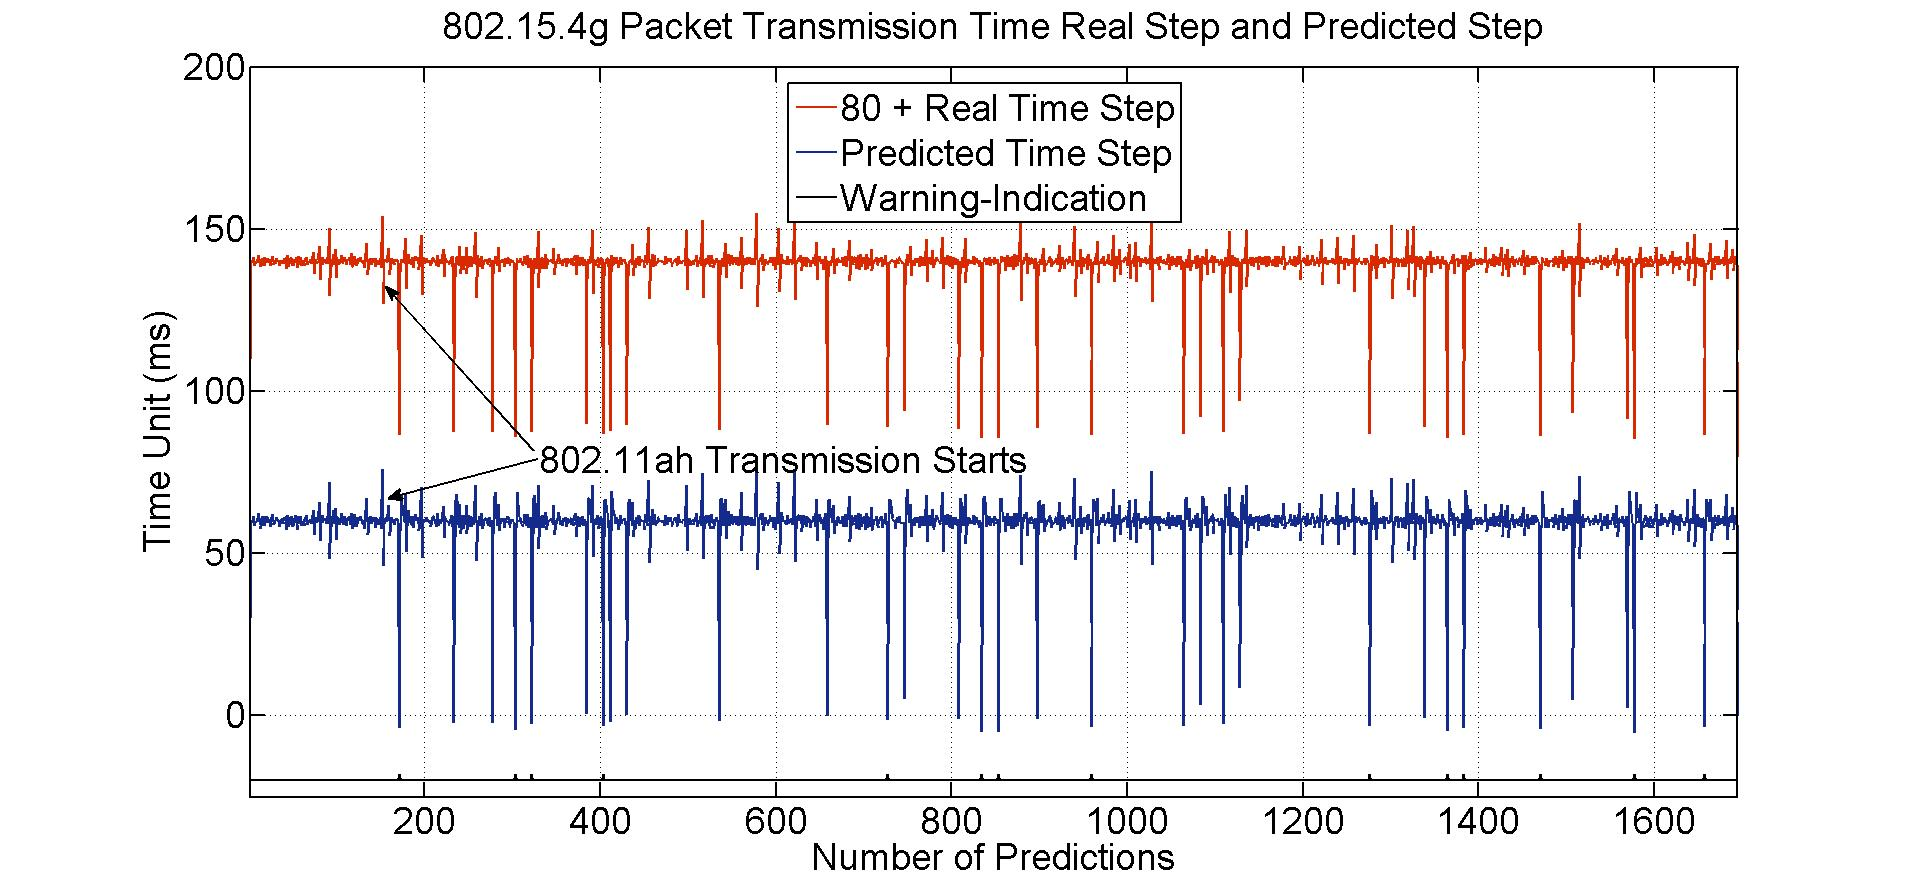 802.15.4g Packet Transmission Time Real Step and Predicted Step
80 + Real Time Step
Predicted Time Step
Warning-Indication
802.11ah Transmission Starts
Time Unit (ms)
200
150
100
50
0
200
400
600
800
1000
1200
1400
1600
Number of Predictions